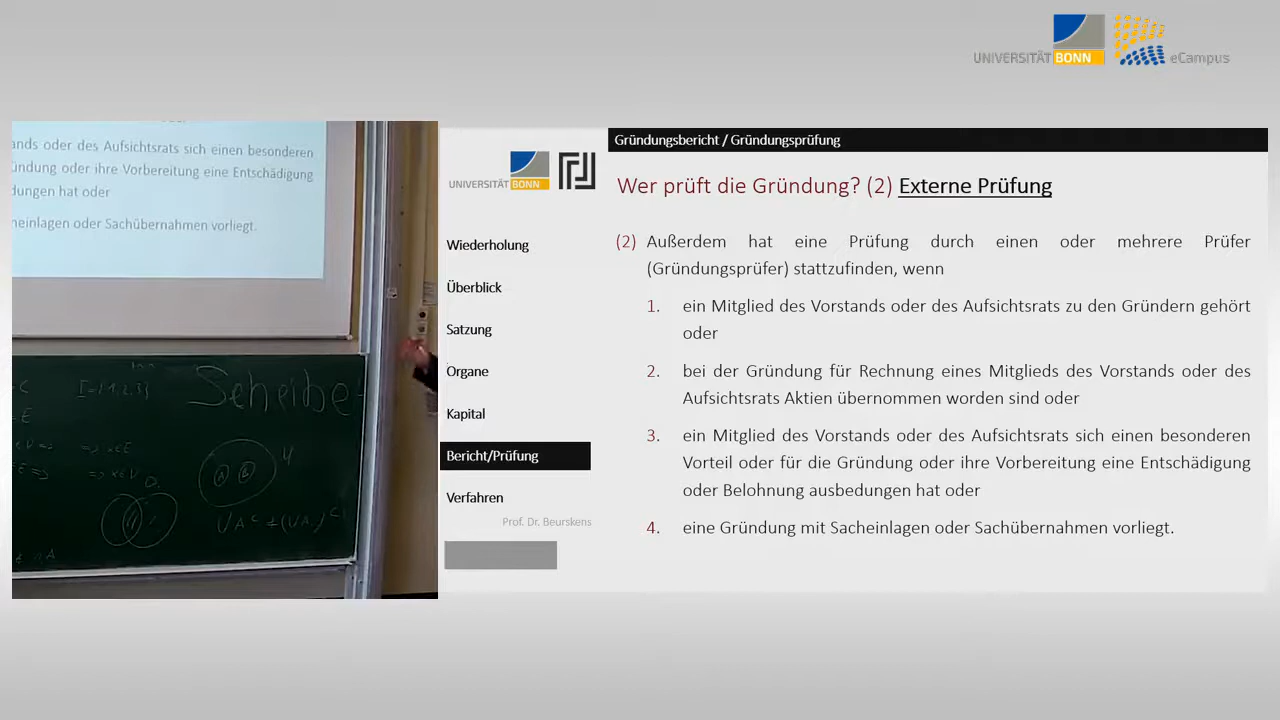 UNIVERSITÄT BONN
eCampus
ands oder des Aufsichtsrats sich einen besonderen
ündung oder ihre Vorbereitung eine Entschädigung
dungen hat oder
heinlagen oder Sachübernahmen vorliegt.
Scheibe
UNIVERSITÄT BONN
Wiederholung
Überblick
Satzung
Organe
Kapital
Bericht/Prüfung
Verfahren
Prof. Dr. Beurskens
Gründungsbericht / Gründungsprüfung
Wer prüft die Gründung? (2) Externe Prüfung
(2) Außerdem hat eine Prüfung durch einen oder mehrere Prüfer
(Gründungsprüfer) stattzufinden, wenn
1. ein Mitglied des Vorstands oder des Aufsichtsrats zu den Gründern gehört
oder
2. bei der Gründung für Rechnung eines Mitglieds des Vorstands oder des
Aufsichtsrats Aktien übernommen worden sind oder
3. ein Mitglied des Vorstands oder des Aufsichtsrats sich einen besonderen
Vorteil oder für die Gründung oder ihre Vorbereitung eine Entschädigung
oder Belohnung ausbedungen hat oder
4. eine Gründung mit Sacheinlagen oder Sachübernahmen vorliegt.